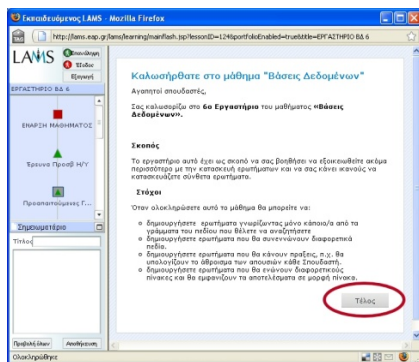 Εκπαιδευόμενος LAMS - Mozilla Firefox
http://lams.eap.gr/lams/learning/mainflash.jsp?lessonID=124&portfolioEnabled=true&title=ΕΡΓΑΣΤΗΡΙΟ ΒΔ 6
LAMS
Επανάληψη
Έξοδος
Εξαγωγή
ΕΡΓΑΣΤΗΡΙΟ ΒΔ 6
ΕΝΑΡΞΗ ΜΑΘΗΜΑΤΟΣ
Έρευνα Προσβ Η/Υ
Προαπαιτούμενες Γ...
Σημειωματάριο
Τίτλος
Προβολή όλων
Αποθήκευση
Ολοκληρώθηκε
Καλωσήρθατε στο μάθημα "Βάσεις Δεδομένων"
Αγαπητοί σπουδαστές,
Σας καλωσορίζω στο 6ο Εργαστήριο του μαθήματος «Βάσεις
Δεδομένων».
Σκοπός
Το εργαστήριο αυτό έχει ως σκοπό να σας βοηθήσει να εξοικειωθείτε ακόμα
περισσότερο με την κατασκευή ερωτημάτων και να σας κάνει ικανούς να
κατασκευάζετε σύνθετα ερωτήματα.
Στόχοι
Όταν ολοκληρώσετε αυτό το μάθημα θα μπορείτε να:
δημιουργήσετε ερωτήματα γνωρίζοντας μόνο κάποιο/α από τα
γράμματα του πεδίου που θέλετε να αναζητήσετε
δημιουργήσετε ερωτήματα που θα συνενώνουν διαφορετικά
πεδία.
δημιουργήσετε ερωτήματα που θα κάνουν πράξεις, π.χ. θα
υπολογίζουν το άθροισμα των απουσιών κάθε Σπουδαστή.
δημιουργήσετε ερωτήματα που θα ενώνουν διαφορετικούς
πίνακες και θα εμφανίζουν τα αποτελέσματα σε μορφή πίνακα.
Τέλος